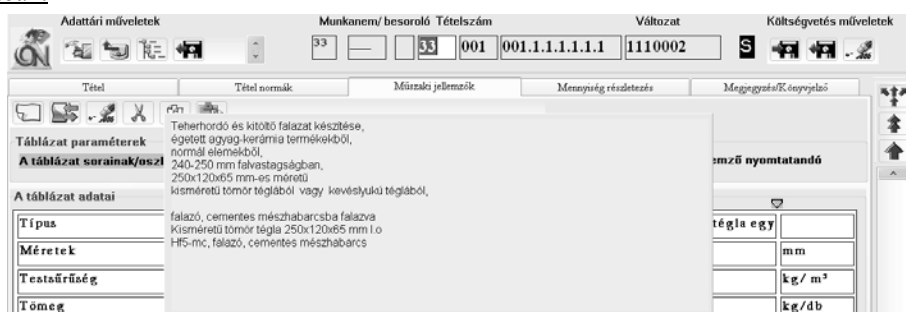 Adattári műveletek
Munkanem/ besoroló Tételszám
Változat
Költségvetés műveletek
ON
33
33
001
001.1.1.1.1.1.1
1110002
S
Tétel
Tétel normák
Műszaki jellemzők
Mennyiség részletezés
Megjegyzés/Könyvjelző
Táblázat paraméterek
A táblázat sorainak/oszl
emző nyomtatandó
Teherhordó és kitöltő falazat készítése,
égetett agyag-kerámia termékekből,
normál elemekből,
240-250 mm falvastagságban,
250x120x65 mm-es méretű
kisméretű tömör téglából vagy kevéslyukú téglából,
falazó, cementes mészhabarcsba falazva
Kisméretű tömör tégla 250x120x65 mm I.o
Hf5-mc, falazó, cementes mészhabarcs
A táblázat adatai
Típus
tégla egy
Méretek
mm
Testsűrűség
kg/ m³
Tömeg
kg/db